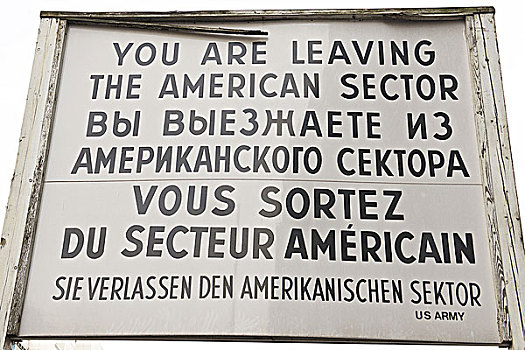 YOU ARE LEAVING
THE AMERICAN SECTOR
ВЫ ВЫЕЗЖАЕТЕ ИЗ
АМЕРИКАНСКОГО СЕКТОРА
VOUS SORTEZ
DU SECTEUR AMÉRICAIN
SIE VERLASSEN DEN AMERIKANISCHEN SEKTOR
US ARMY